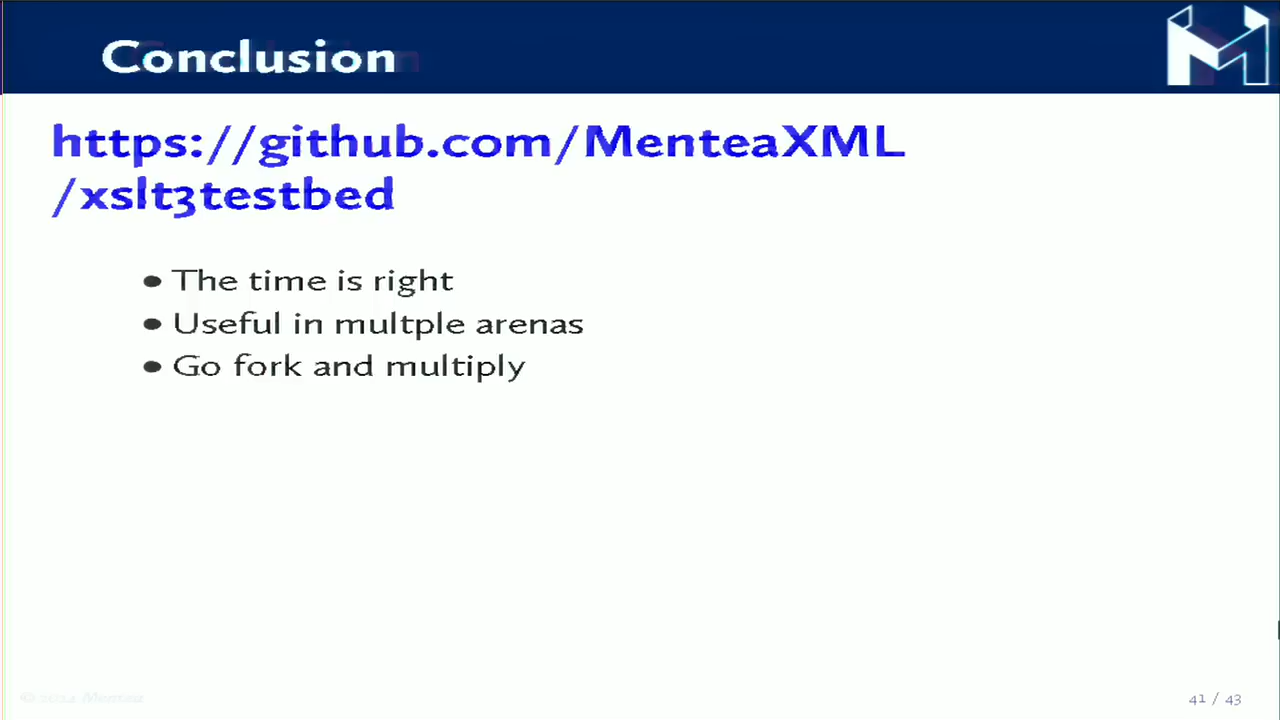 Conclusion
https://github.com/MenteaXML
/xslt3testbed
• The time is right
• Useful in multple arenas
• Go fork and multiply
41 / 43